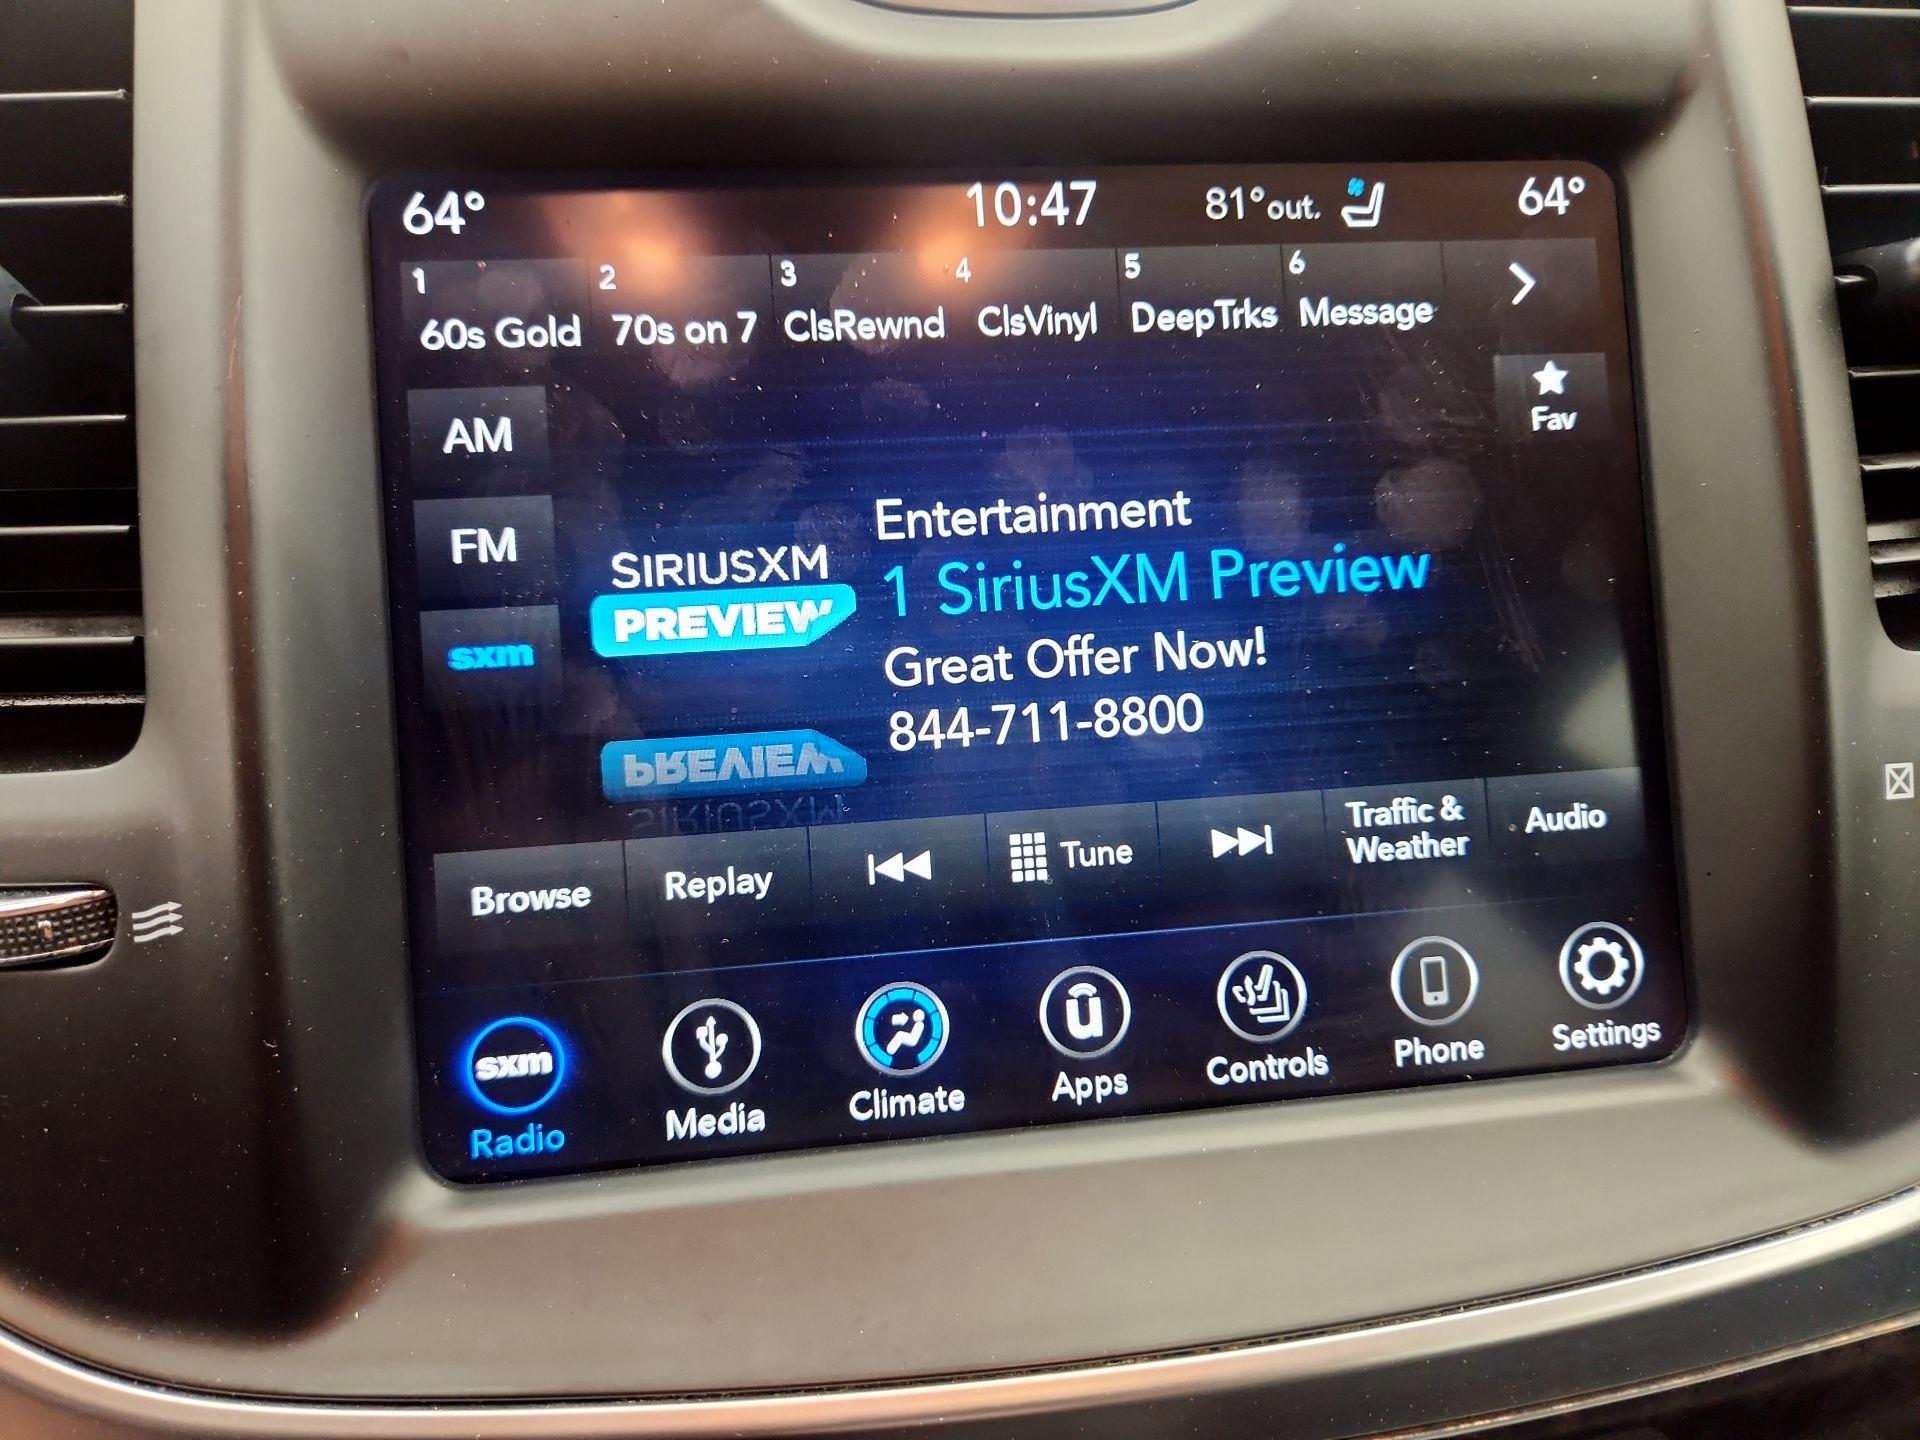 64° 10:47 81°out. 64°
1 2 3 4 5 6
60s Gold 70s on 7 ClsRewnd ClsVinyl DeepTrks Message
Fav
AM
FM
sxm
SIRIUSXM
PREVIEW
Entertainment
1 SiriusXM Preview
Great Offer Now!
844-711-8800
PREVIEW
SIRIUSXM
Browse Replay Tune Traffic &
Weather Audio
sxm
u
Radio Media Climate Apps Controls Phone Settings